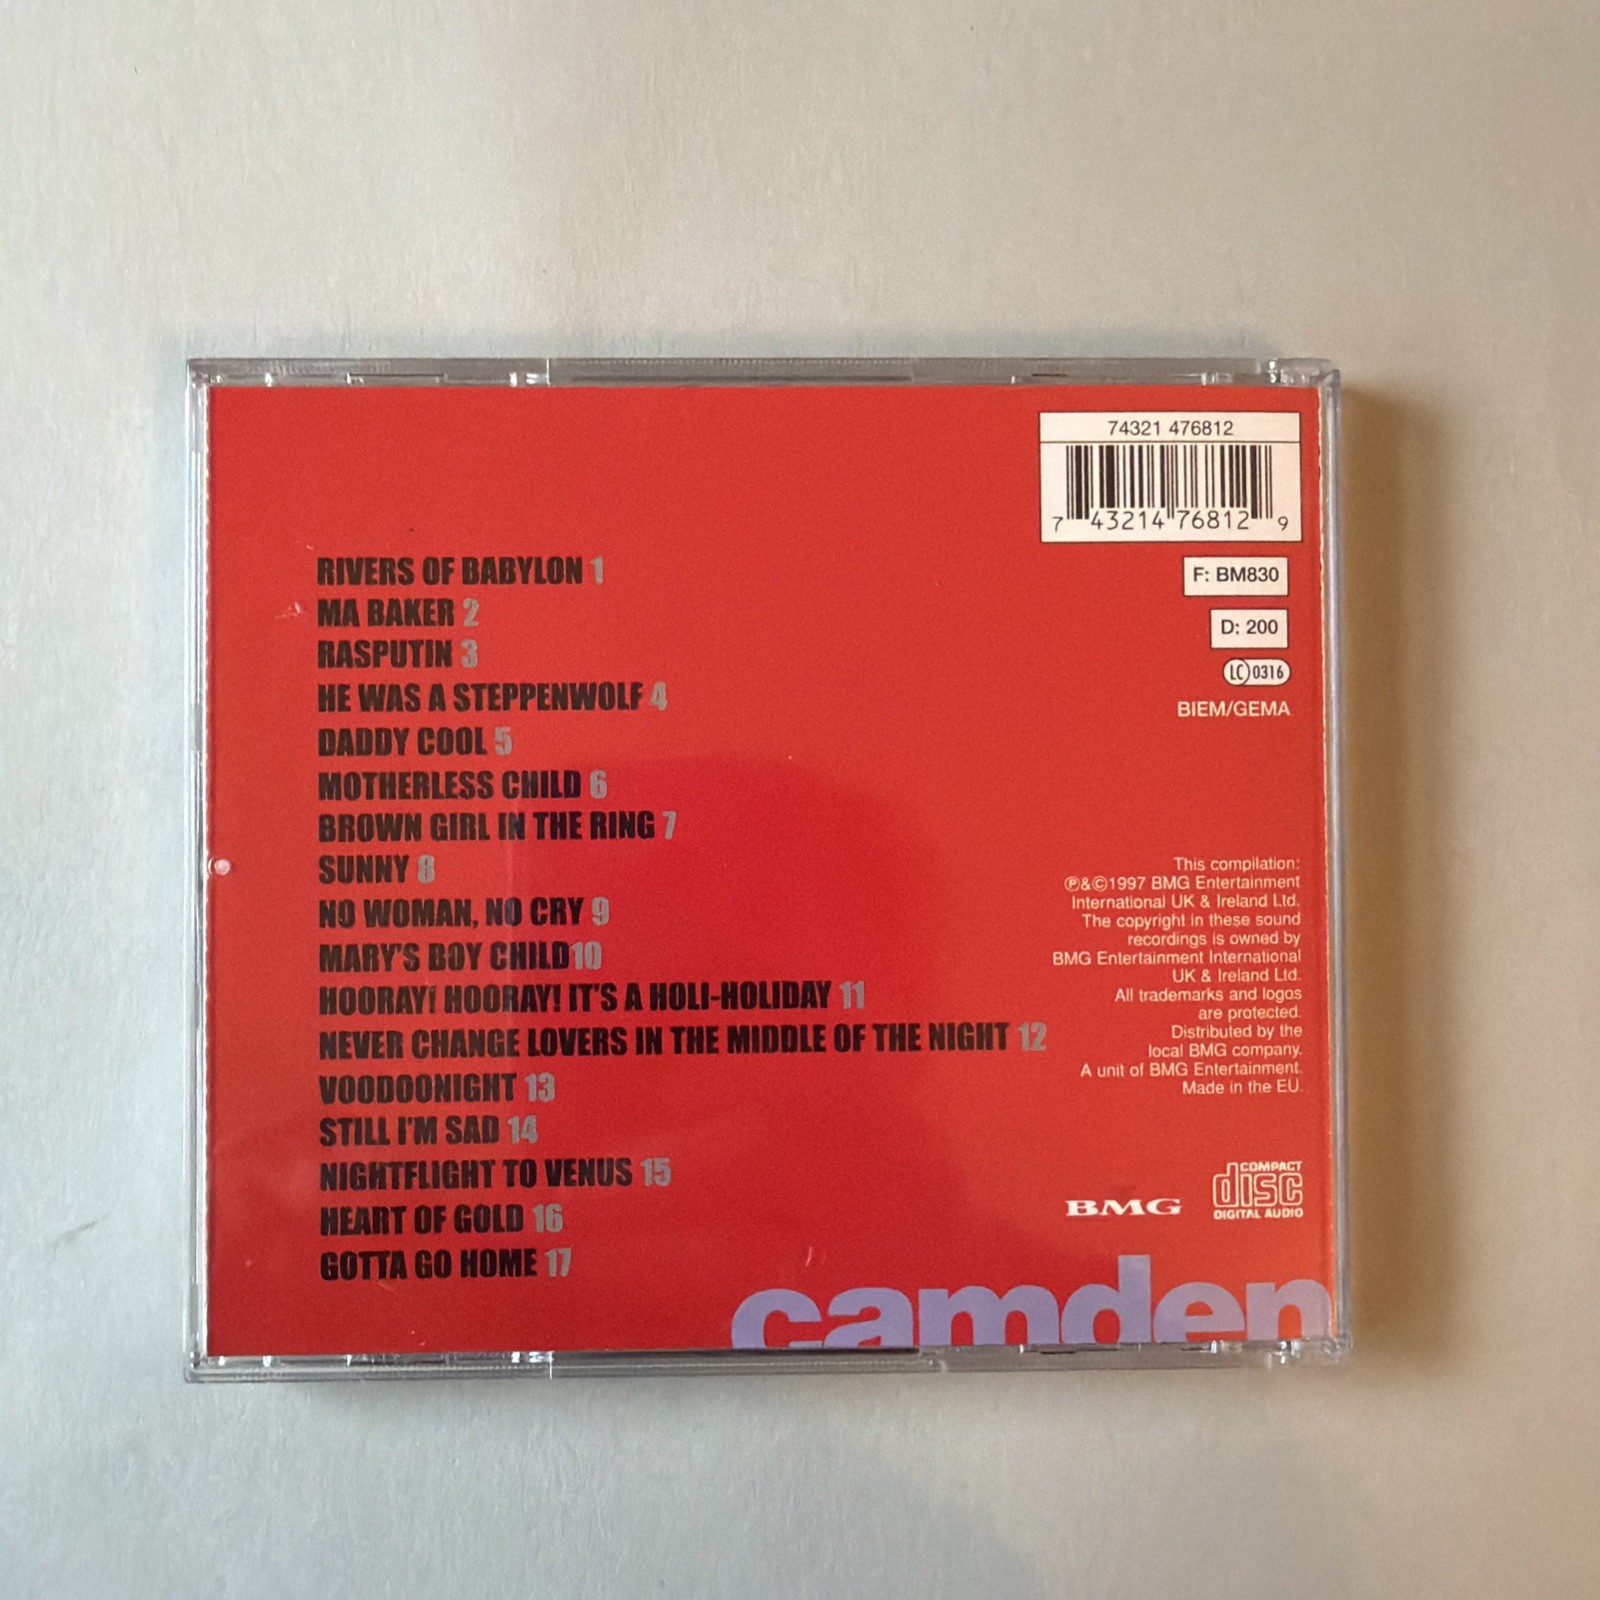 74321 476812
7 43214 76812 9
F: BM830
D: 200
LC 0316
BIEM/GEMA
RIVERS OF BABYLON 1
MA BAKER 2
RASPUTIN 3
HE WAS A STEPPENWOLF 4
DADDY COOL 5
MOTHERLESS CHILD 6
BROWN GIRL IN THE RING 7
SUNNY 8
NO WOMAN, NO CRY 9
MARY'S BOY CHILD 10
HOORAY! HOORAY! IT'S A HOLI-HOLIDAY 11
NEVER CHANGE LOVERS IN THE MIDDLE OF THE NIGHT 12
VOODOONIGHT 13
STILL I'M SAD 14
NIGHTFLIGHT TO VENUS 15
HEART OF GOLD 16
GOTTA GO HOME 17
This compilation:
℗&©1997 BMG Entertainment
International UK & Ireland Ltd.
The copyright in these sound
recordings is owned by
BMG Entertainment International
UK & Ireland Ltd.
All trademarks and logos
are protected.
Distributed by the
local BMG company.
A unit of BMG Entertainment.
Made in the EU.
BMG
COMPACT
disc
DIGITAL AUDIO
camden